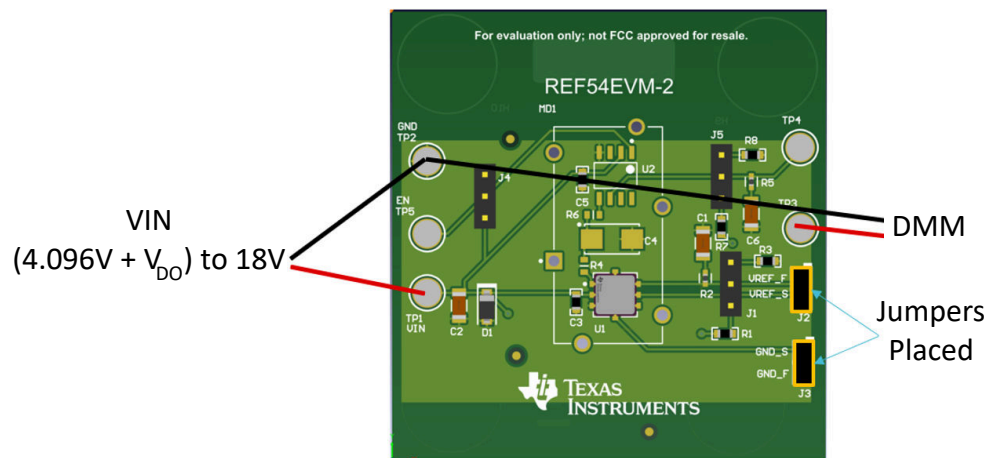 For evaluation only; not FCC approved for resale.
REF54EVM-2
MD1
GND
TP2
TP4
J5
R8
J4
U2
EN
TP5
C5
R5
TP3
R6
C1
C6
R7
C4
R4
R3
VREF_F
VREF_S
R2
J1
J2
TP1
VIN
C2
D1
C3
U1
R1
GND_S
GND_F
J3
TEXAS
INSTRUMENTS
VIN
(4.096V + VDO) to 18V
DMM
Jumpers
Placed